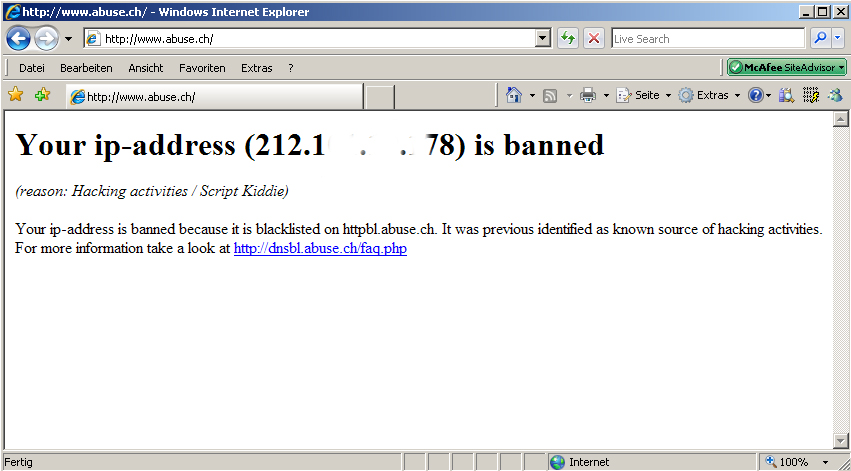 http://www.abuse.ch/ - Windows Internet Explorer
http://www.abuse.ch/
Live Search
Datei Bearbeiten Ansicht Favoriten Extras ?
McAfee SiteAdvisor
http://www.abuse.ch/
Seite Extras
Your ip-address (212.1 . .178) is banned
(reason: Hacking activities / Script Kiddie)
Your ip-address is banned because it is blacklisted on httpbl.abuse.ch. It was previous identified as known source of hacking activities.
For more information take a look at http://dnsbl.abuse.ch/faq.php
Fertig Internet 100%